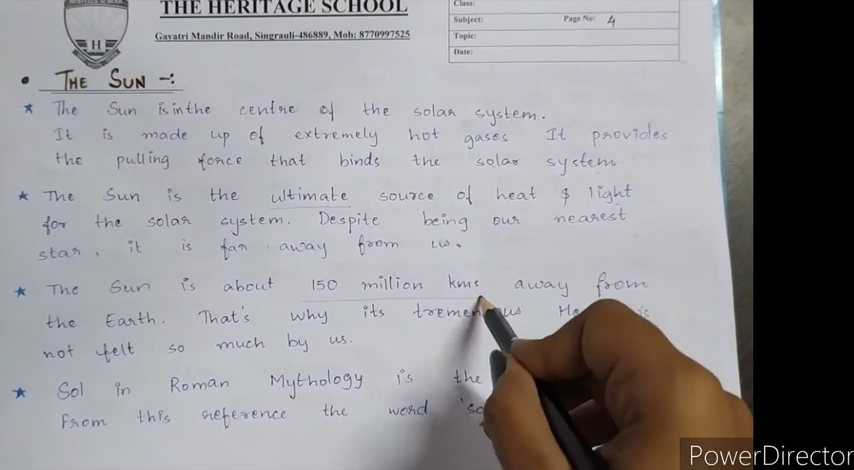 THE HERITAGE SCHOOL
Gayatri Mandir Road, Singrauli-486889, Mob: 8770997525
Class:
Subject: Page No: 4
Topic:
Date:
H
• THE SUN -:
★ The Sun is in the centre of the solar system.
It is made up of extremely hot gases It provides
the pulling force that binds the solar system
★ The Sun is the ultimate source of heat & light
for the solar system. Despite being our nearest
star, it is far away from us.
★ The Sun is about 150 million kms away from
the Earth. That's why its is
not felt so much by us.
★ Sol in Roman Mythology is the
From this reference the word
PowerDirector